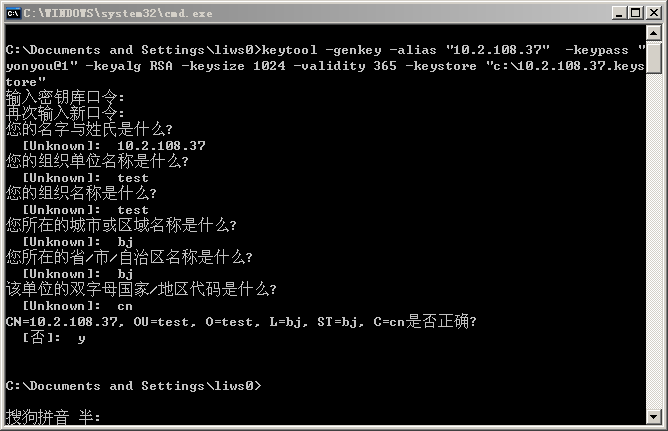 C:\WINDOWS\system32\cmd.exe
C:\Documents and Settings\liws0>keytool -genkey -alias "10.2.108.37"  -keypass "
yonyou@1" -keyalg RSA -keysize 1024 -validity 365 -keystore "c:\10.2.108.37.keys
tore"
输入密钥库口令:
再次输入新口令:
您的名字与姓氏是什么?
  [Unknown]:  10.2.108.37
您的组织单位名称是什么?
  [Unknown]:  test
您的组织名称是什么?
  [Unknown]:  test
您所在的城市或区域名称是什么?
  [Unknown]:  bj
您所在的省/市/自治区名称是什么?
  [Unknown]:  bj
该单位的双字母国家/地区代码是什么?
  [Unknown]:  cn
CN=10.2.108.37, OU=test, O=test, L=bj, ST=bj, C=cn是否正确?
  [否]:  y
C:\Documents and Settings\liws0>
搜狗拼音 半: